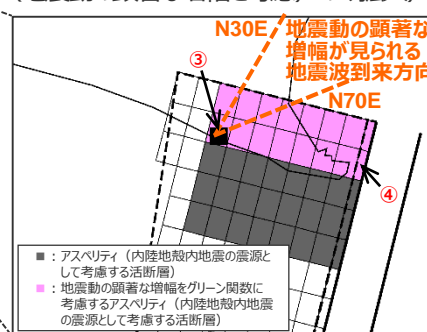 N30E
地震動の顕著な
増幅が見られる
地震波到来方向
N70E
③
④
■：アスペリティ（内陸地殻内地震の震源と
して考慮する活断層）
■：地震動の顕著な増幅をグリーン関数に
考慮するアスペリティ（内陸地殻内地震
の震源として考慮する活断層）